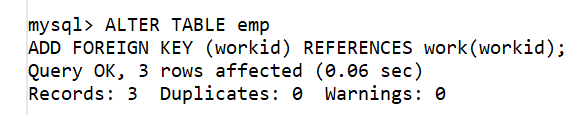 mysql> ALTER TABLE emp
ADD FOREIGN KEY (workid) REFERENCES work(workid);
Query OK, 3 rows affected (0.06 sec)
Records: 3  Duplicates: 0  Warnings: 0